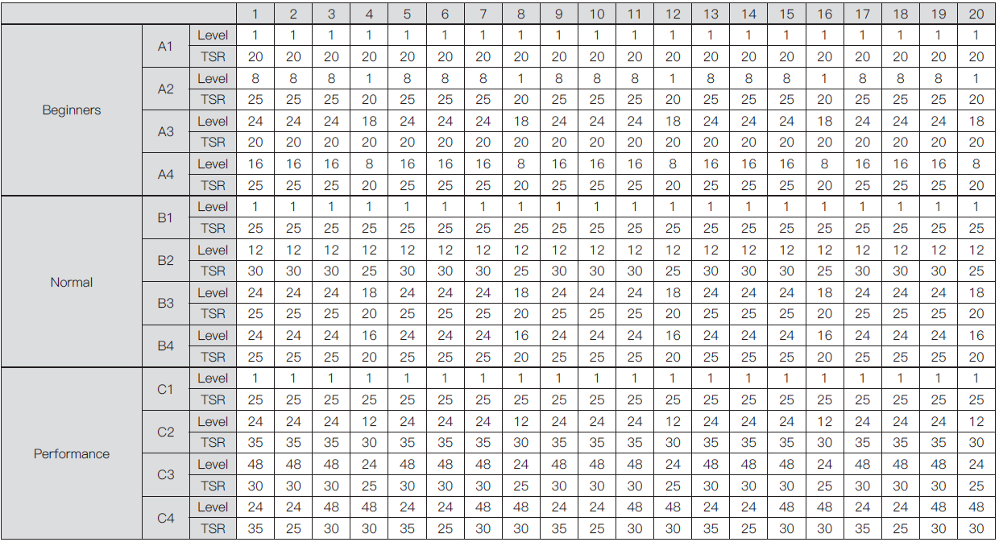 1 2 3 4 5 6 7 8 9 10 11 12 13 14 15 16 17 18 19 20
Beginners
A1
Level 1 1 1 1 1 1 1 1 1 1 1 1 1 1 1 1 1 1 1 1
TSR 20 20 20 20 20 20 20 20 20 20 20 20 20 20 20 20 20 20 20 20
A2
Level 8 8 8 1 8 8 8 1 8 8 8 1 8 8 8 1 8 8 8 1
TSR 25 25 25 20 25 25 25 20 25 25 25 20 25 25 25 20 25 25 25 20
A3
Level 24 24 24 18 24 24 24 18 24 24 24 18 24 24 24 18 24 24 24 18
TSR 20 20 20 20 20 20 20 20 20 20 20 20 20 20 20 20 20 20 20 20
A4
Level 16 16 16 8 16 16 16 8 16 16 16 8 16 16 16 8 16 16 16 8
TSR 25 25 25 20 25 25 25 20 25 25 25 20 25 25 25 20 25 25 25 20
Normal
B1
Level 1 1 1 1 1 1 1 1 1 1 1 1 1 1 1 1 1 1 1 1
TSR 25 25 25 25 25 25 25 25 25 25 25 25 25 25 25 25 25 25 25 25
B2
Level 12 12 12 12 12 12 12 12 12 12 12 12 12 12 12 12 12 12 12 12
TSR 30 30 30 25 30 30 30 25 30 30 30 25 30 30 30 25 30 30 30 25
B3
Level 24 24 24 18 24 24 24 18 24 24 24 18 24 24 24 18 24 24 24 18
TSR 25 25 25 20 25 25 25 20 25 25 25 20 25 25 25 20 25 25 25 20
B4
Level 24 24 24 16 24 24 24 16 24 24 24 16 24 24 24 16 24 24 24 16
TSR 25 25 25 20 25 25 25 20 25 25 25 20 25 25 25 20 25 25 25 20
Performance
C1
Level 1 1 1 1 1 1 1 1 1 1 1 1 1 1 1 1 1 1 1 1
TSR 25 25 25 25 25 25 25 25 25 25 25 25 25 25 25 25 25 25 25 25
C2
Level 24 24 24 12 24 24 24 12 24 24 24 12 24 24 24 12 24 24 24 12
TSR 35 35 35 30 35 35 35 30 35 35 35 30 35 35 35 30 35 35 35 30
C3
Level 48 48 48 24 48 48 48 24 48 48 48 24 48 48 48 24 48 48 48 24
TSR 30 30 30 25 30 30 30 25 30 30 30 25 30 30 30 25 30 30 30 25
C4
Level 24 24 48 48 24 24 48 48 24 24 48 48 24 24 48 48 24 24 48 48
TSR 35 25 30 30 35 25 30 30 35 25 30 30 35 25 30 30 35 25 30 30